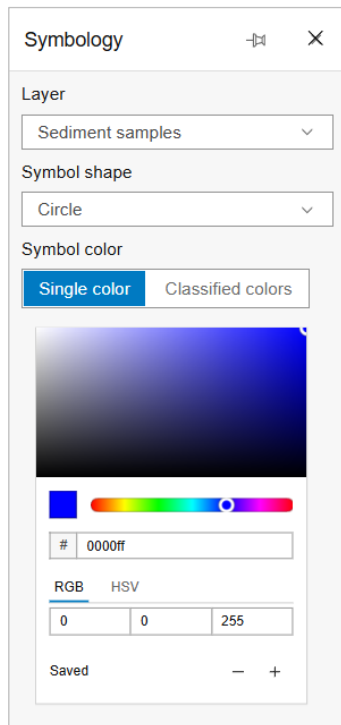 Symbology
Layer
Sediment samples
Symbol shape
Circle
Symbol color
Single color Classified colors
# 0000ff
RGB HSV
0 0 255
Saved − +